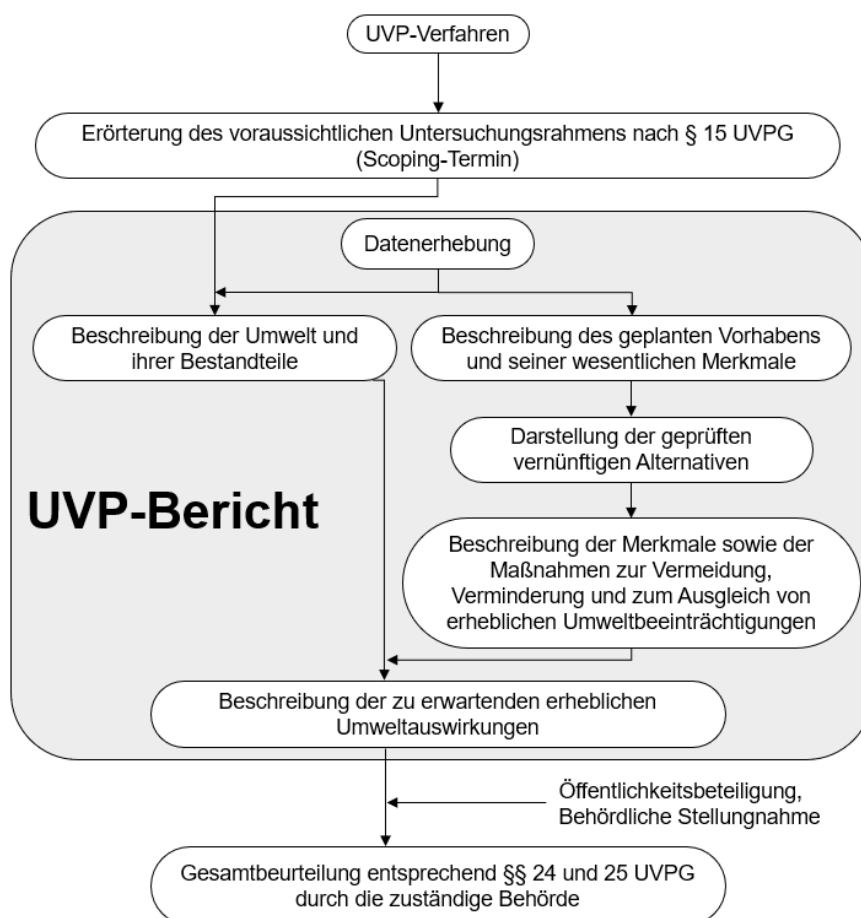 UVP-Verfahren
Erörterung des voraussichtlichen Untersuchungsrahmens nach § 15 UVPG
(Scoping-Termin)
Datenerhebung
Beschreibung der Umwelt und
ihrer Bestandteile
Beschreibung des geplanten Vorhabens
und seiner wesentlichen Merkmale
Darstellung der geprüften
vernünftigen Alternativen
UVP-Bericht
Beschreibung der Merkmale sowie der
Maßnahmen zur Vermeidung,
Verminderung und zum Ausgleich von
erheblichen Umweltbeeinträchtigungen
Beschreibung der zu erwartenden erheblichen
Umweltauswirkungen
Öffentlichkeitsbeteiligung,
Behördliche Stellungnahme
Gesamtbeurteilung entsprechend §§ 24 und 25 UVPG
durch die zuständige Behörde